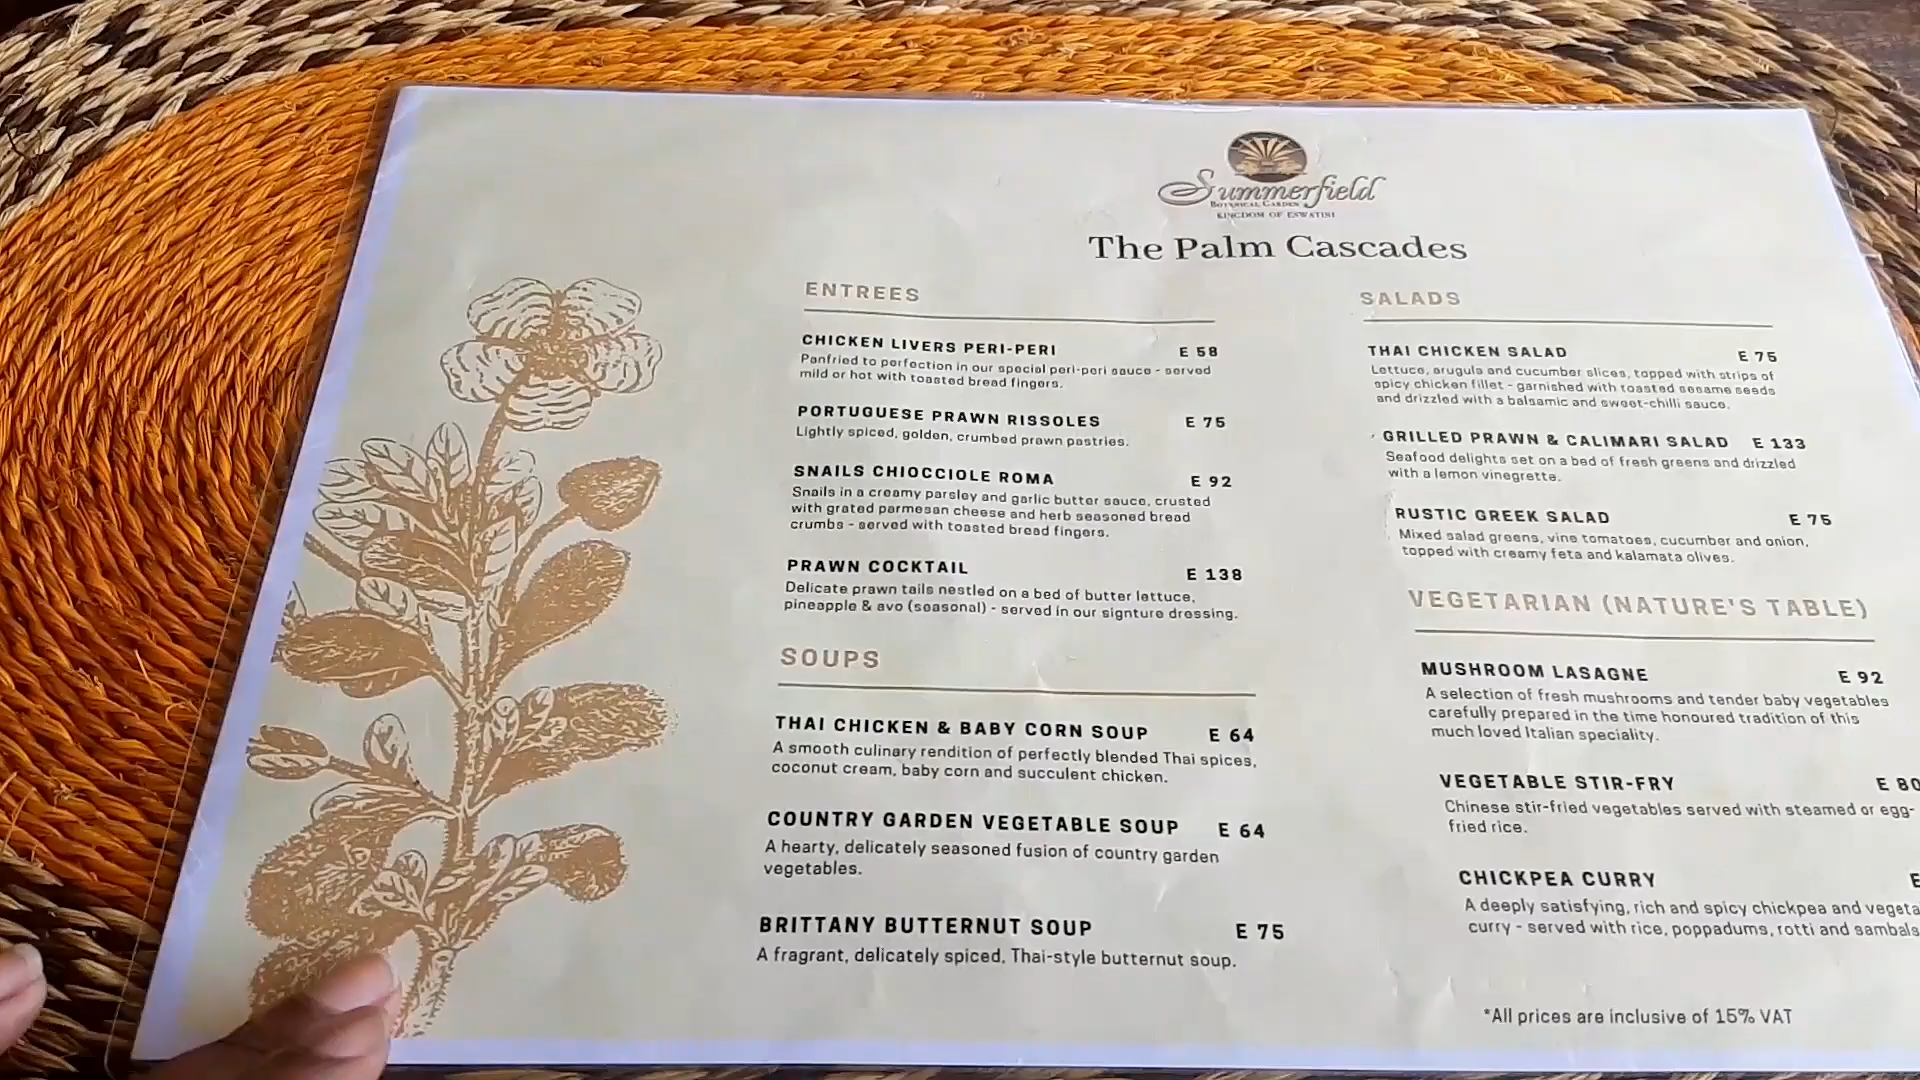 Summerfield
BOTANICAL GARDEN
KINGDOM OF ESWATINI
The Palm Cascades
ENTREES
CHICKEN LIVERS PERI-PERI E 58
Panfried to perfection in our special peri-peri sauce - served
mild or hot with toasted bread fingers.
PORTUGUESE PRAWN RISSOLES E 75
Lightly spiced, golden, crumbed prawn pastries.
SNAILS CHIOCCIOLE ROMA E 92
Snails in a creamy parsley and garlic butter sauce, crusted
with grated parmesan cheese and herb seasoned bread
crumbs - served with toasted bread fingers.
PRAWN COCKTAIL E 138
Delicate prawn tails nestled on a bed of butter lettuce,
pineapple & avo (seasonal) - served in our signture dressing.
SOUPS
THAI CHICKEN & BABY CORN SOUP E 64
A smooth culinary rendition of perfectly blended Thai spices,
coconut cream, baby corn and succulent chicken.
COUNTRY GARDEN VEGETABLE SOUP E 64
A hearty, delicately seasoned fusion of country garden
vegetables.
BRITTANY BUTTERNUT SOUP E 75
A fragrant, delicately spiced, Thai-style butternut soup.
SALADS
THAI CHICKEN SALAD E 75
Lettuce, arugula and cucumber slices, topped with strips of
spicy chicken fillet - garnished with toasted sesame seeds
and drizzled with a balsamic and sweet-chilli sauce.
GRILLED PRAWN & CALIMARI SALAD E 133
Seafood delights set on a bed of fresh greens and drizzled
with a lemon vinegrette.
RUSTIC GREEK SALAD E 75
Mixed salad greens, vine tomatoes, cucumber and onion,
topped with creamy feta and kalamata olives.
VEGETARIAN (NATURE'S TABLE)
MUSHROOM LASAGNE E 92
A selection of fresh mushrooms and tender baby vegetables
carefully prepared in the time honoured tradition of this
much loved Italian speciality.
VEGETABLE STIR-FRY E 80
Chinese stir-fried vegetables served with steamed or egg-
fried rice.
CHICKPEA CURRY E
A deeply satisfying, rich and spicy chickpea and vegeta
curry - served with rice, poppadums, rotti and sambals
*All prices are inclusive of 15% VAT